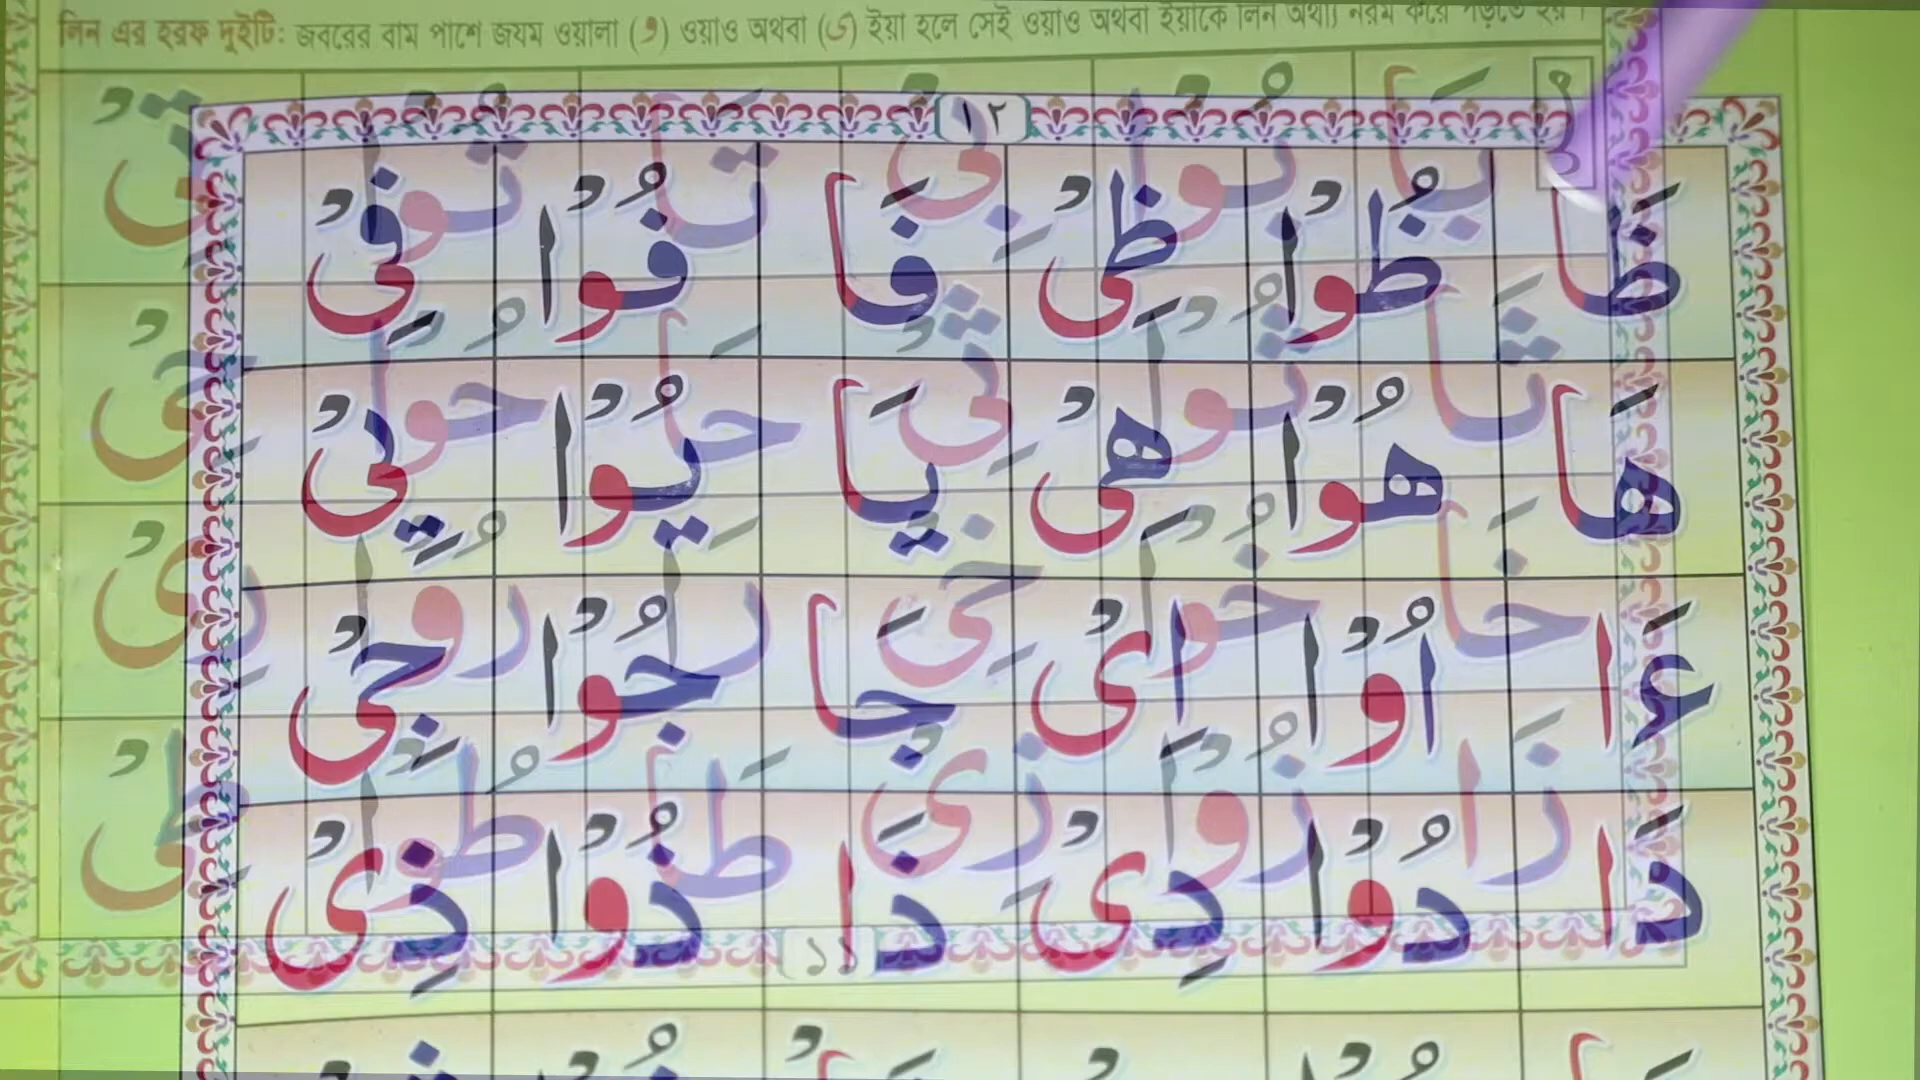 লিন এর হরফ দুইটি: জবরের বাম পাশে জযম ওয়ালা (و) ওয়াও অথবা (ی) ইয়া হলে সেই ওয়াও অথবা ইয়াকে লিন অর্থাৎ নরম করে পড়তে হয়।
١٢
ظَا ظُوْا ظِىْ فَا فُوْا فِىْ
هَا هُوْا هِىْ يَا يُوْا يِىْ
ءَا اُوْا اِىْ جَا جُوْا جِىْ
دَا دُوْا دِىْ ذَا ذُوْا ذِىْ
بَا بُوْا بِىْ تَا تُوْا تِىْ
ثَا ثُوْا ثِىْ حَا حُوْا حِىْ
خَا خُوْا خِىْ رَا رُوْا رِىْ
زَا زُوْا زِىْ طَا طُوْا طِىْ
١١